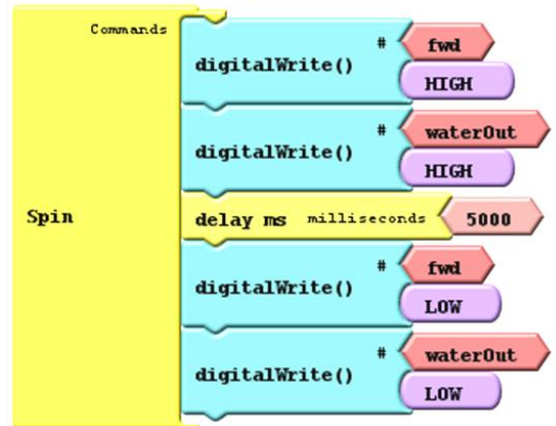 Commands
digitalWrite() # fwd
HIGH
digitalWrite() # waterOut
HIGH
Spin
delay ms milliseconds 5000
digitalWrite() # fwd
LOW
digitalWrite() # waterOut
LOW